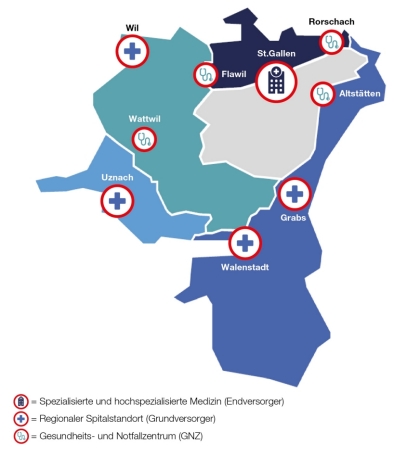 Wil
Rorschach
St.Gallen
Flawil
Altstätten
Wattwil
Uznach
Grabs
Walenstadt
= Spezialisierte und hochspezialisierte Medizin (Endversorger)
= Regionaler Spitalstandort (Grundversorger)
= Gesundheits- und Notfallzentrum (GNZ)